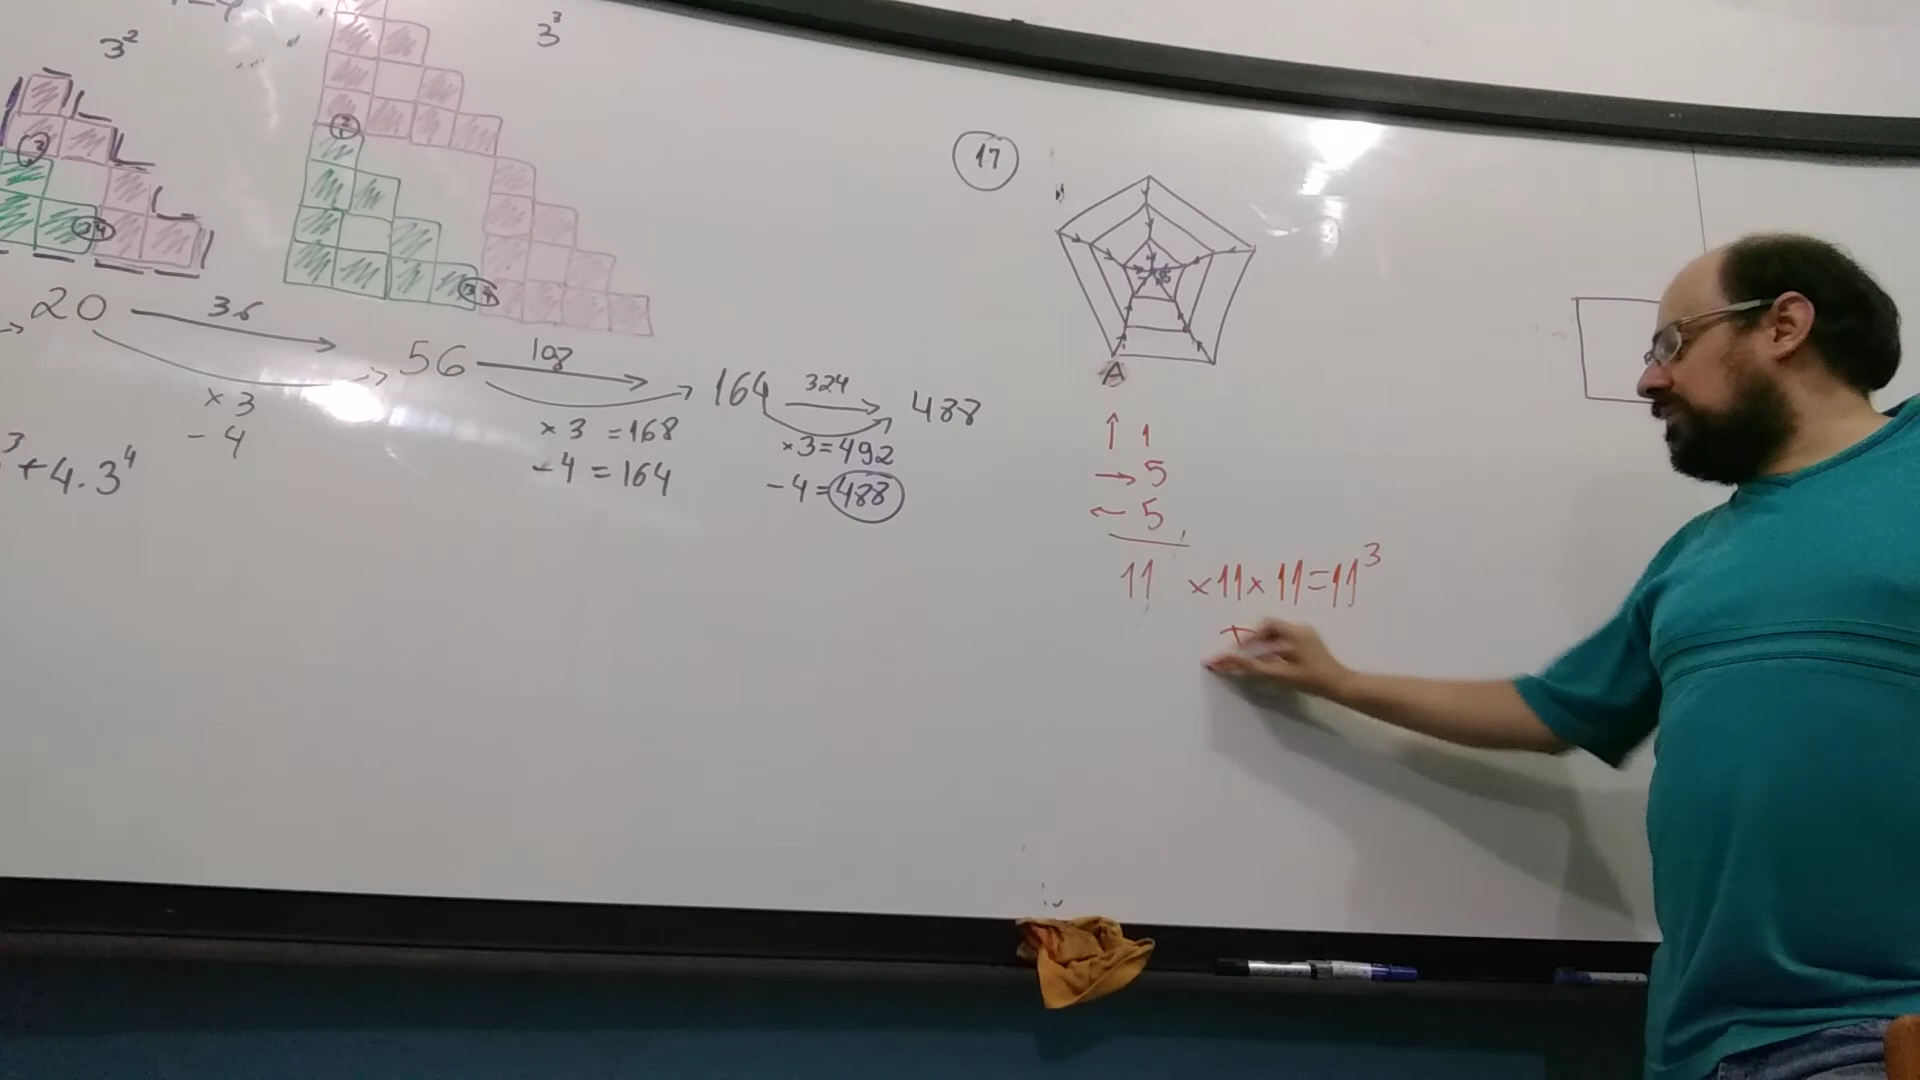 3²
3³
20
36
× 3
- 4
56
108
× 3 = 168
- 4 = 164
164
324
× 3 = 492
- 4 = 488
488
³ + 4 . 3⁴
17
A
↑ 1
→ 5
← 5
11 × 11 × 11 = 11³